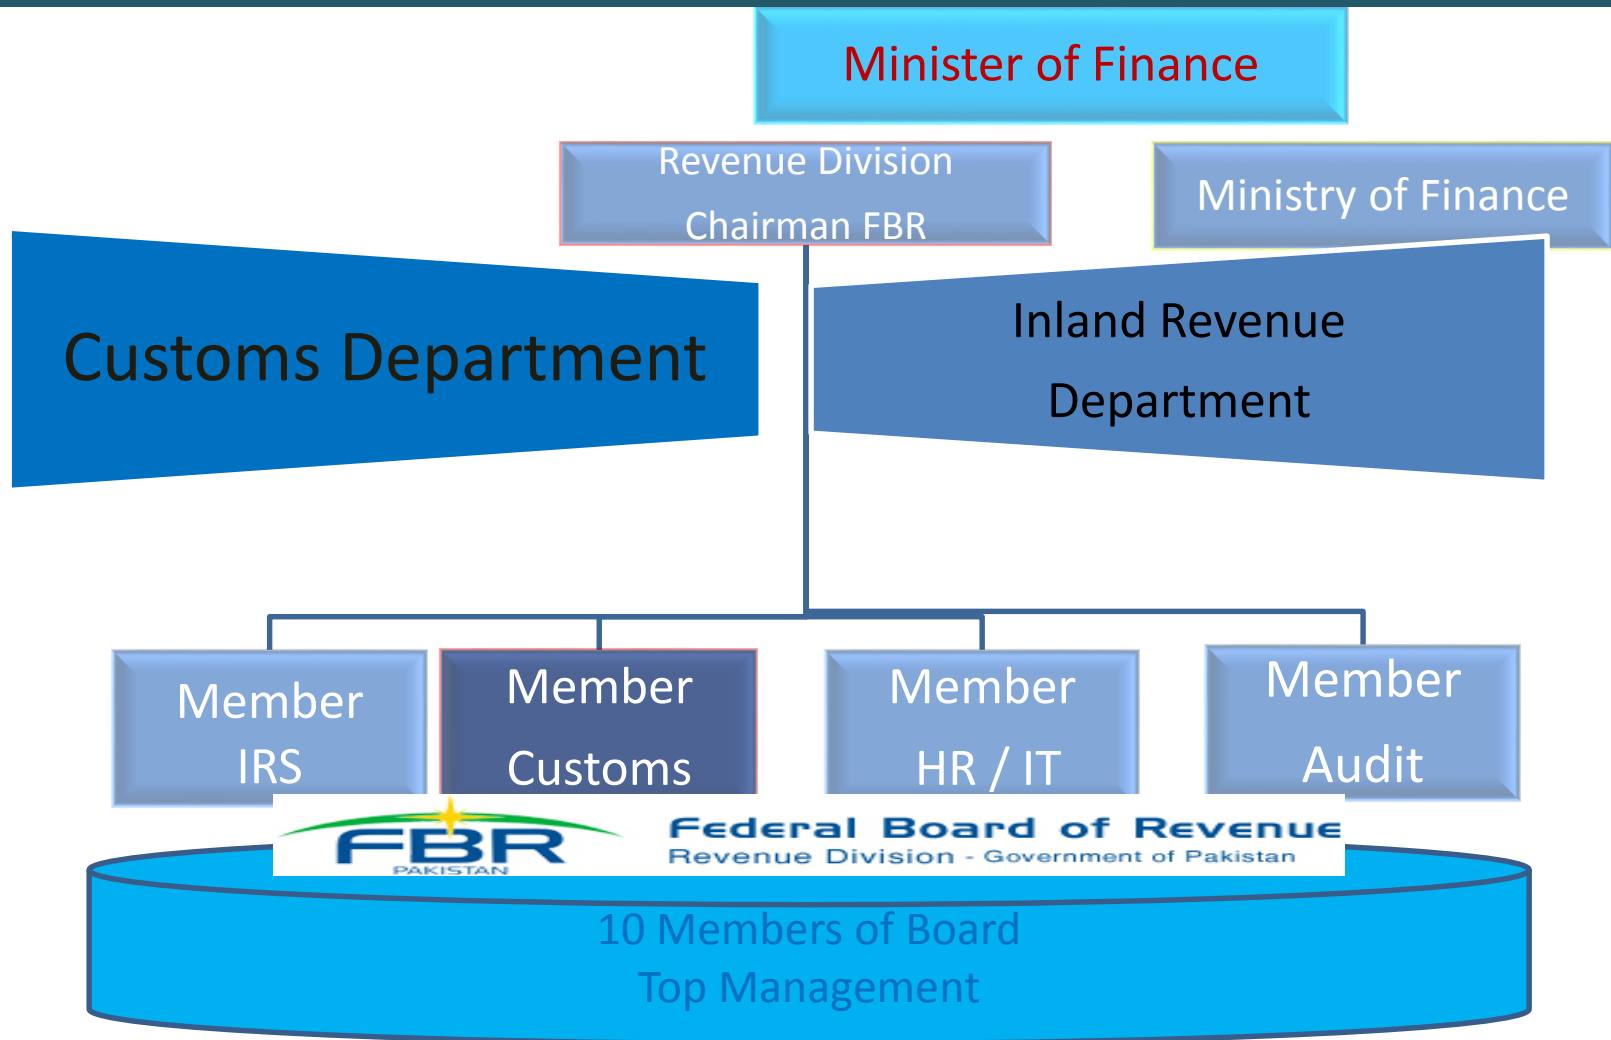 Minister of Finance
Revenue Division
Chairman FBR
Ministry of Finance
Customs Department
Inland Revenue
Department
Member
IRS
Member
Customs
Member
HR / IT
Member
Audit
FBR
PAKISTAN
Federal Board of Revenue
Revenue Division - Government of Pakistan
10 Members of Board
Top Management